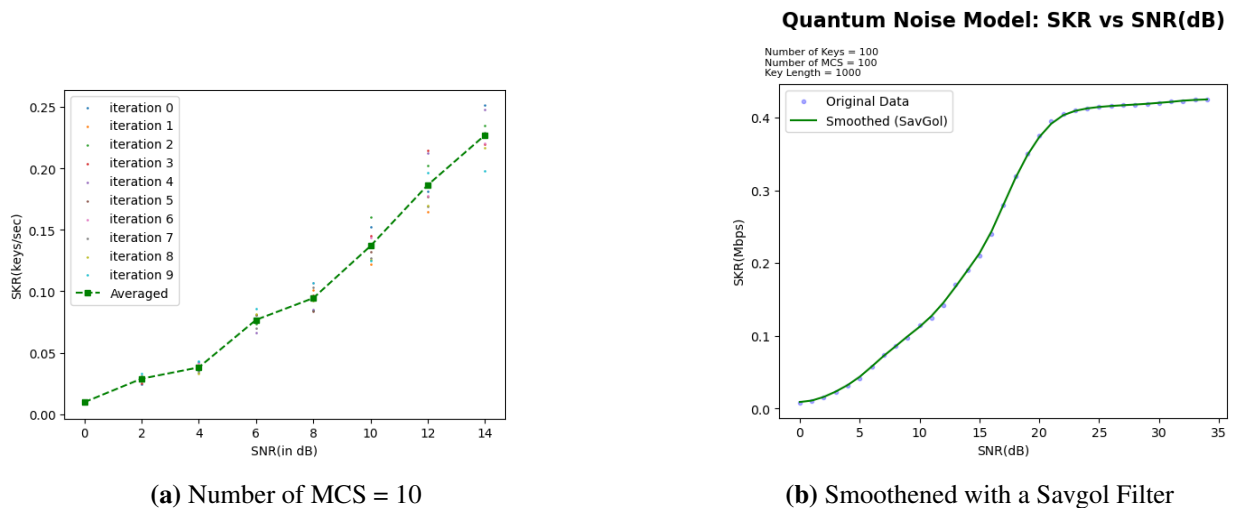 0.25
0.20
0.15
0.10
0.05
0.00
SKR(keys/sec)
iteration 0
iteration 1
iteration 2
iteration 3
iteration 4
iteration 5
iteration 6
iteration 7
iteration 8
iteration 9
Averaged
0 2 4 6 8 10 12 14
SNR(in dB)
(a) Number of MCS = 10
Quantum Noise Model: SKR vs SNR(dB)
Number of Keys = 100
Number of MCS = 100
Key Length = 1000
0.4
0.3
0.2
0.1
0.0
SKR(Mbps)
Original Data
Smoothed (SavGol)
0 5 10 15 20 25 30 35
SNR(dB)
(b) Smoothened with a Savgol Filter